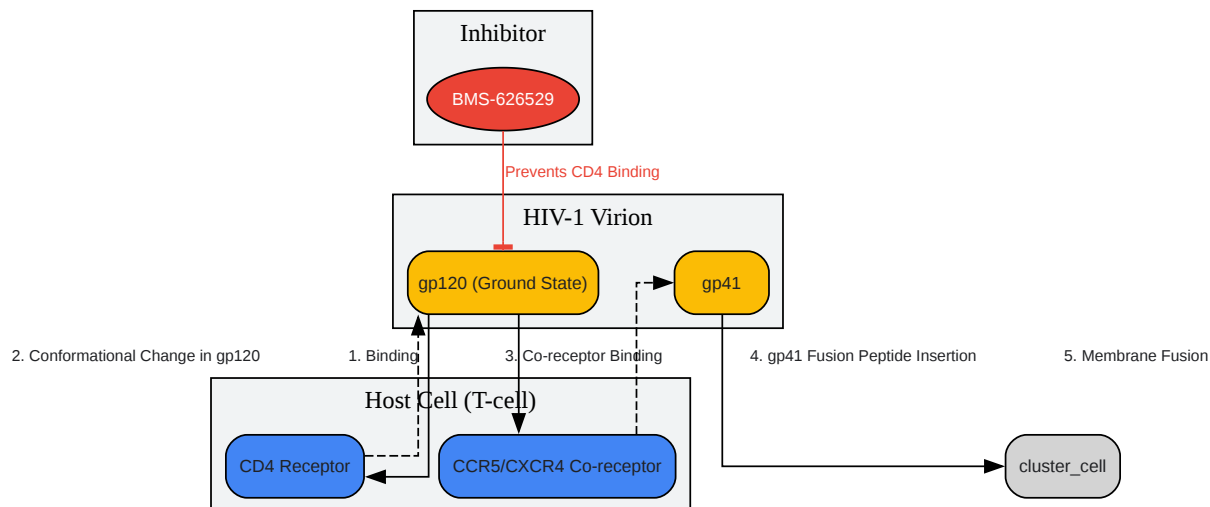 Inhibitor
BMS-626529
Prevents CD4 Binding
HIV-1 Virion
gp120 (Ground State)
gp41
2. Conformational Change in gp120
1. Binding
3. Co-receptor Binding
4. gp41 Fusion Peptide Insertion
5. Membrane Fusion
Host Cell (T-cell)
CD4 Receptor
CCR5/CXCR4 Co-receptor
cluster_cell